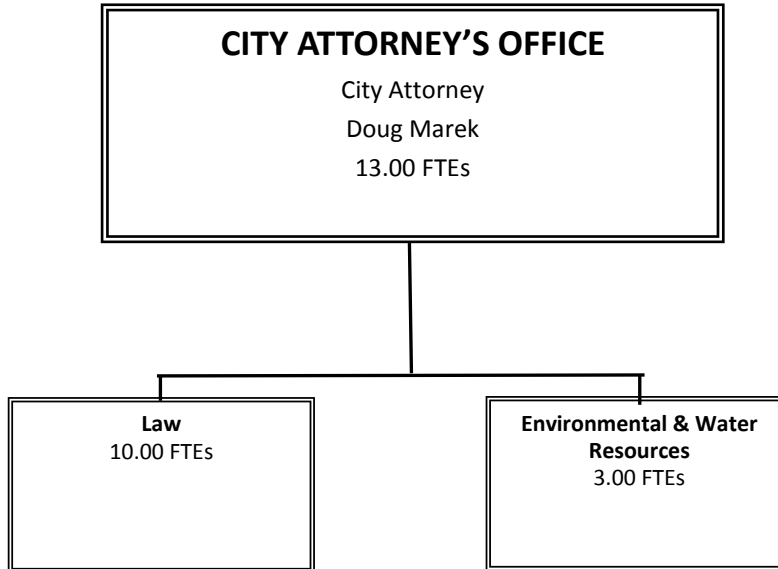 CITY ATTORNEY’S OFFICE
City Attorney
Doug Marek
13.00 FTEs
Law
10.00 FTEs
Environmental & Water
Resources
3.00 FTEs